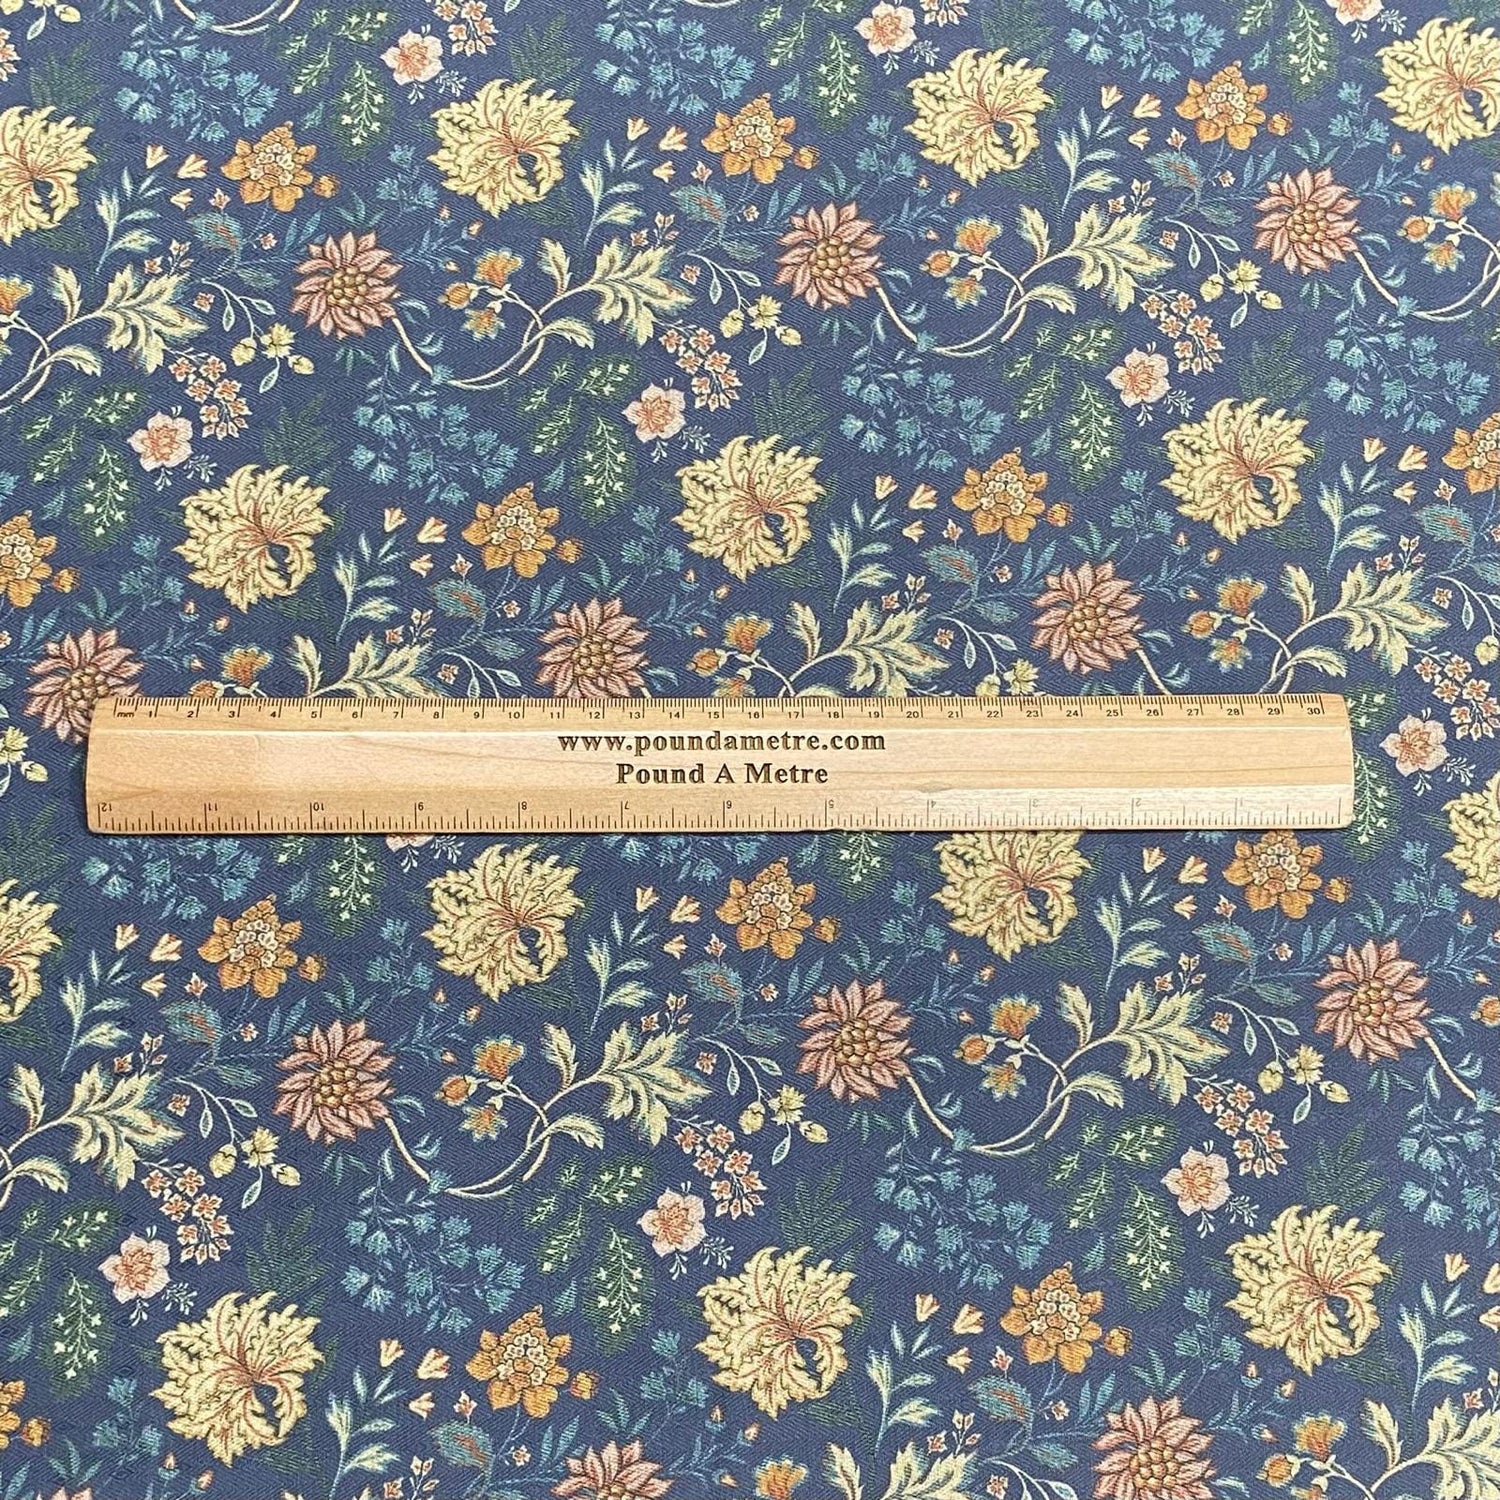 mm 1 2 3 4 5 6 7 8 9 10 11 12 13 14 15 16 17 18 19 20 21 22 23 24 25 26 27 28 29 30
www.poundametre.com
Pound A Metre
12 11 10 9 8 7 6 5 4 3 2 1